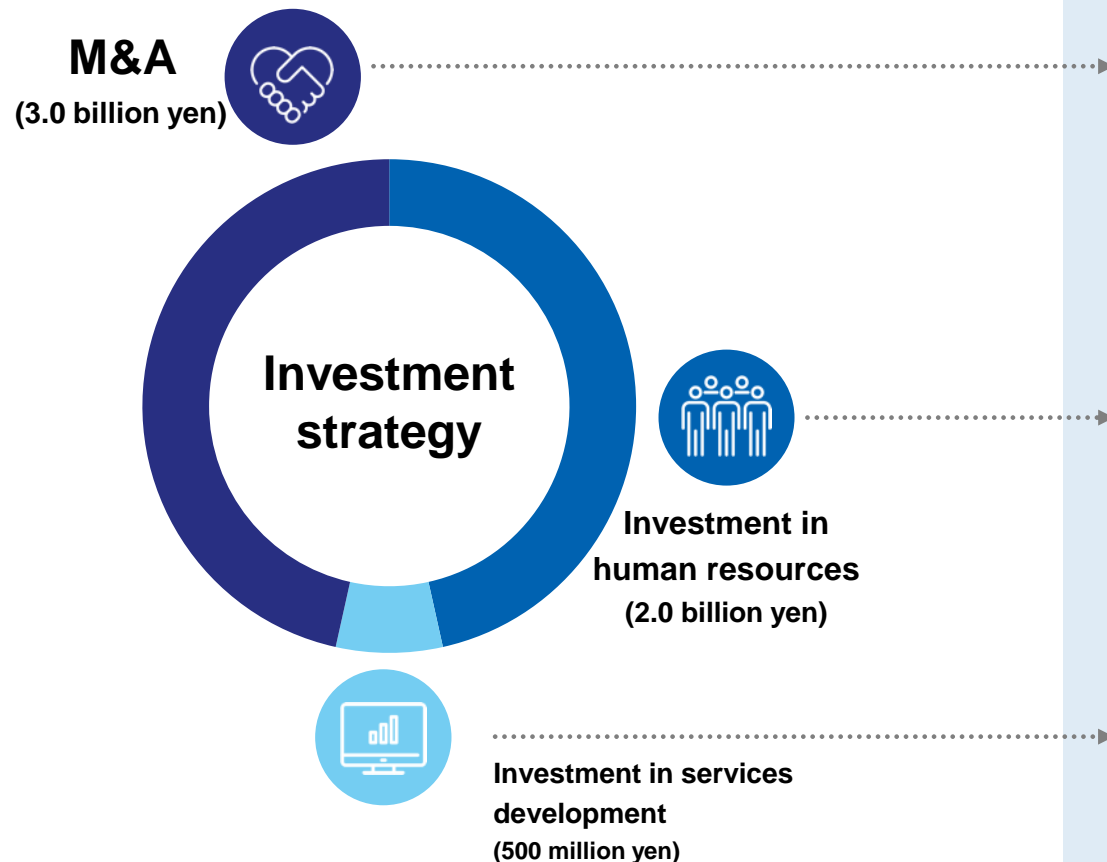 M&A
(3.0 billion yen)
Investment
strategy
Investment in
human resources
(2.0 billion yen)
Investment in services
development
(500 million yen)